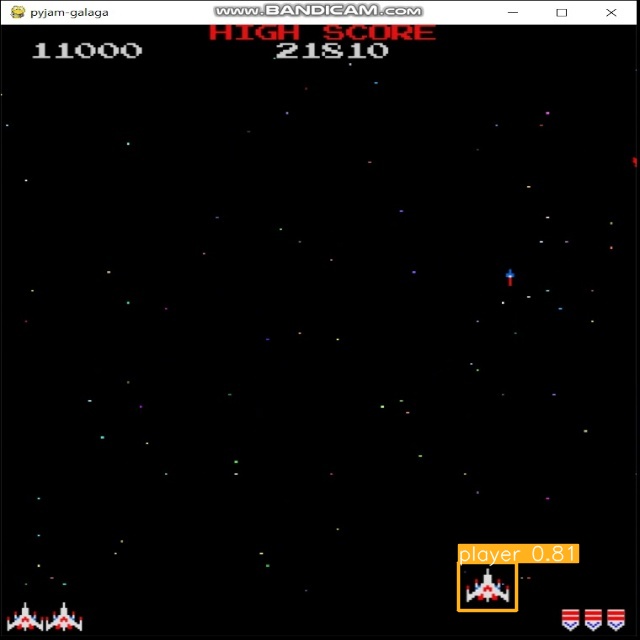 pyjam-galaga
www.BANDICAM.com
HIGH SCORE
11000
21810
player 0.81